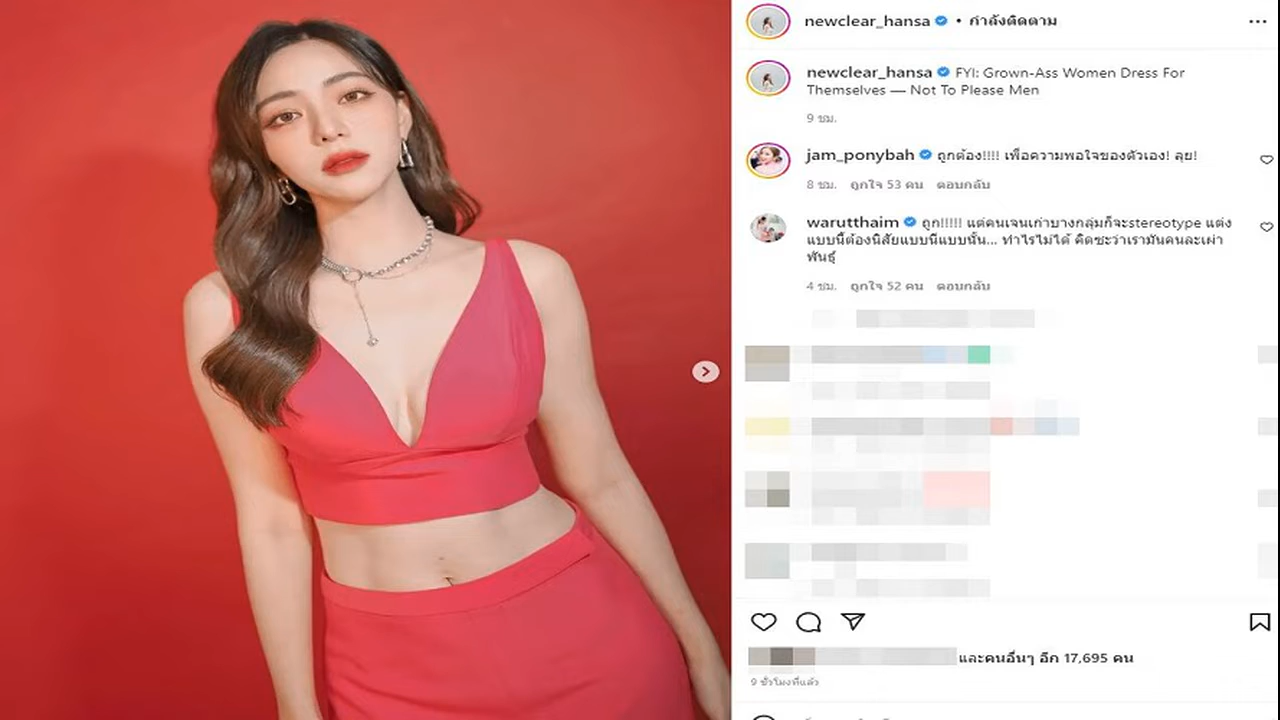 newclear_hansa • กำลังติดตาม
newclear_hansa FYI: Grown-Ass Women Dress For
Themselves — Not To Please Men
9 ชม.
jam_ponybah ถูกต้อง!!!! เพื่อความพอใจของตัวเอง! ลุย!
8 ชม. ถูกใจ 53 คน ตอบกลับ
warutthaim ถูก!!!!! แต่คนเจนเก่าบางกลุ่มก็จะstereotype แต่ง
แบบนี้ต้องนิสัยแบบนี้แบบนั้น... ทำไรไม่ได้ คิดซะว่าเรามันคนละเผ่า
พันธุ์
4 ชม. ถูกใจ 52 คน ตอบกลับ
และคนอื่นๆ อีก 17,695 คน
9 ชั่วโมงที่แล้ว